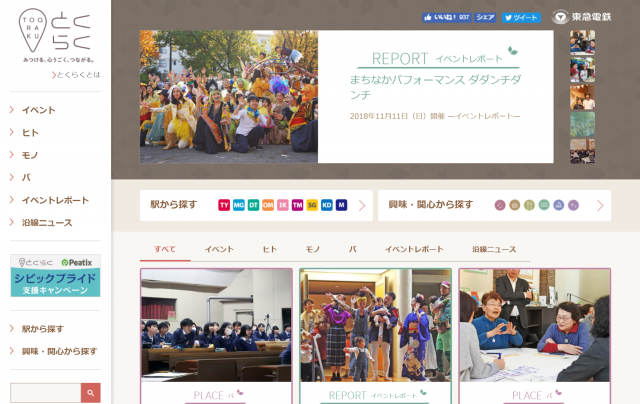 TOQ
RAKU
とくらく
みつける。心うごく、つながる。
とくらくとは
イベント
ヒト
モノ
バ
イベントレポート
沿線ニュース
とくらく
Peatix
シビックプライド
支援キャンペーン
駅から探す
興味・関心から探す
いいね！ 937
シェア
ツイート
東急電鉄
REPORT イベントレポート
まちなかパフォーマンス ダダンチダ
ンチ
2018年11月11日（日）開催 ーイベントレポートー
駅から探す
TY MG DT OM IK TM SG KD M
興味・関心から探す
すべて イベント ヒト モノ バ イベントレポート 沿線ニュース
PLACE バ
REPORT イベントレポート
PLACE バ